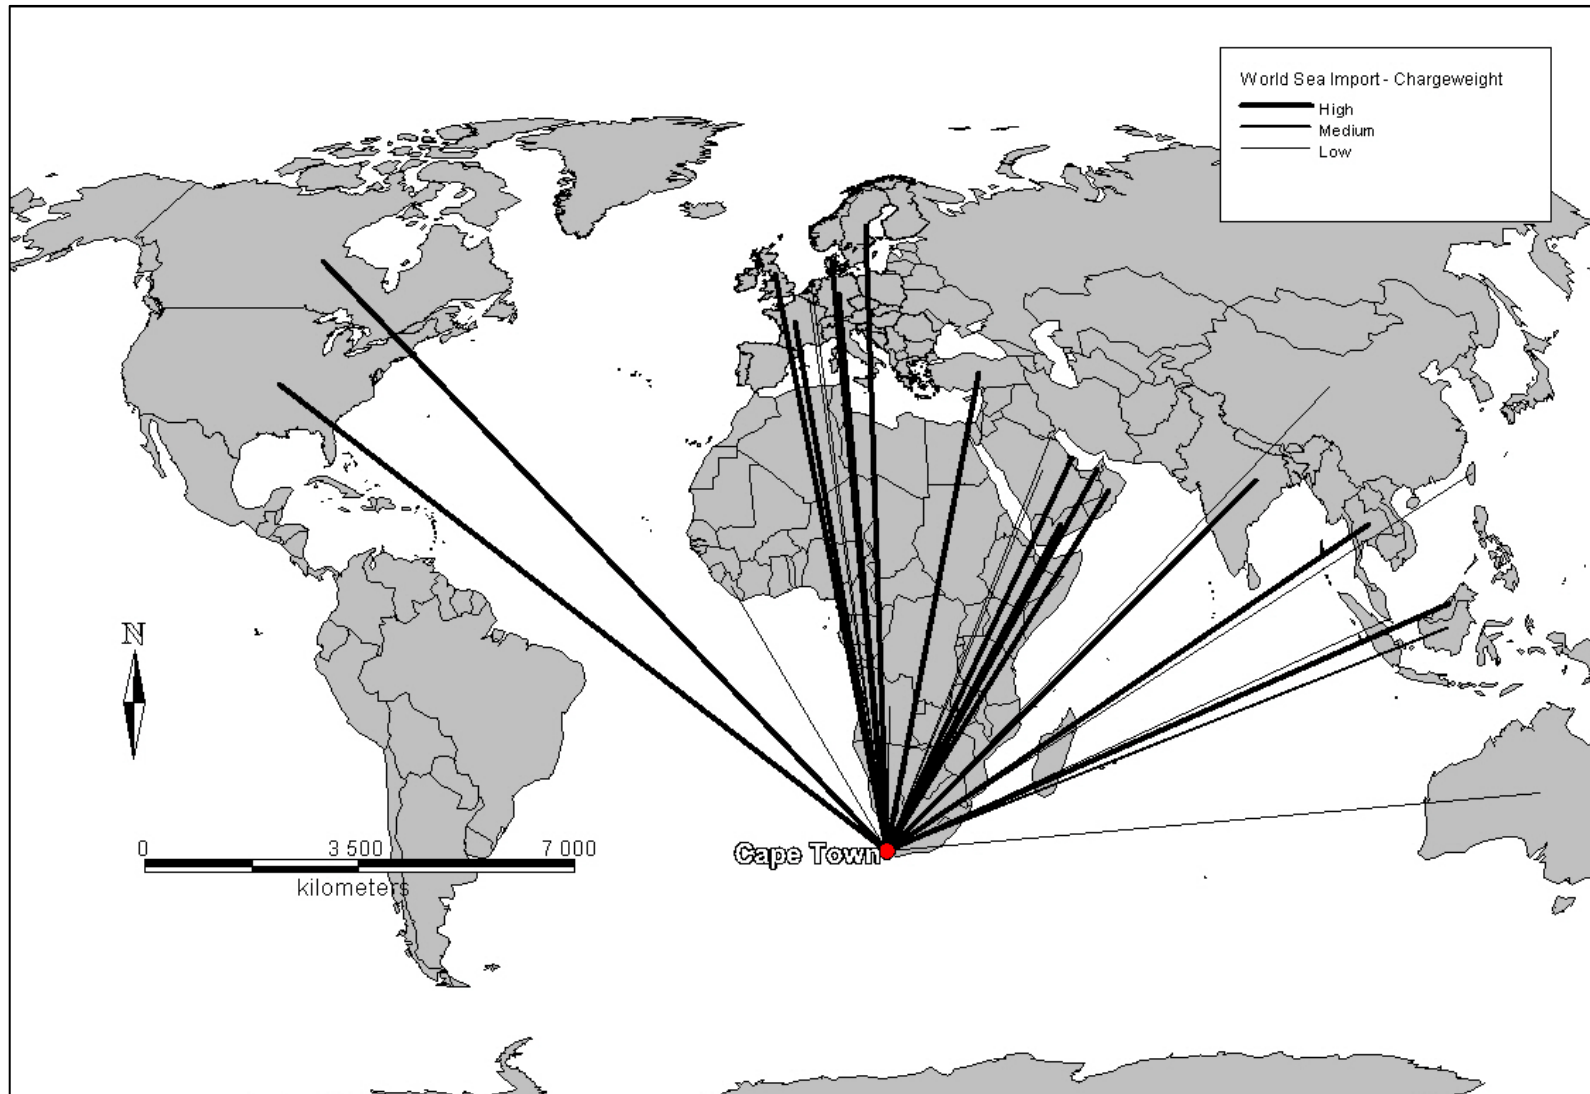 World Sea Import - Chargeweight
High
Medium
Low
N
0 3 500 7 000
kilometers
Cape Town